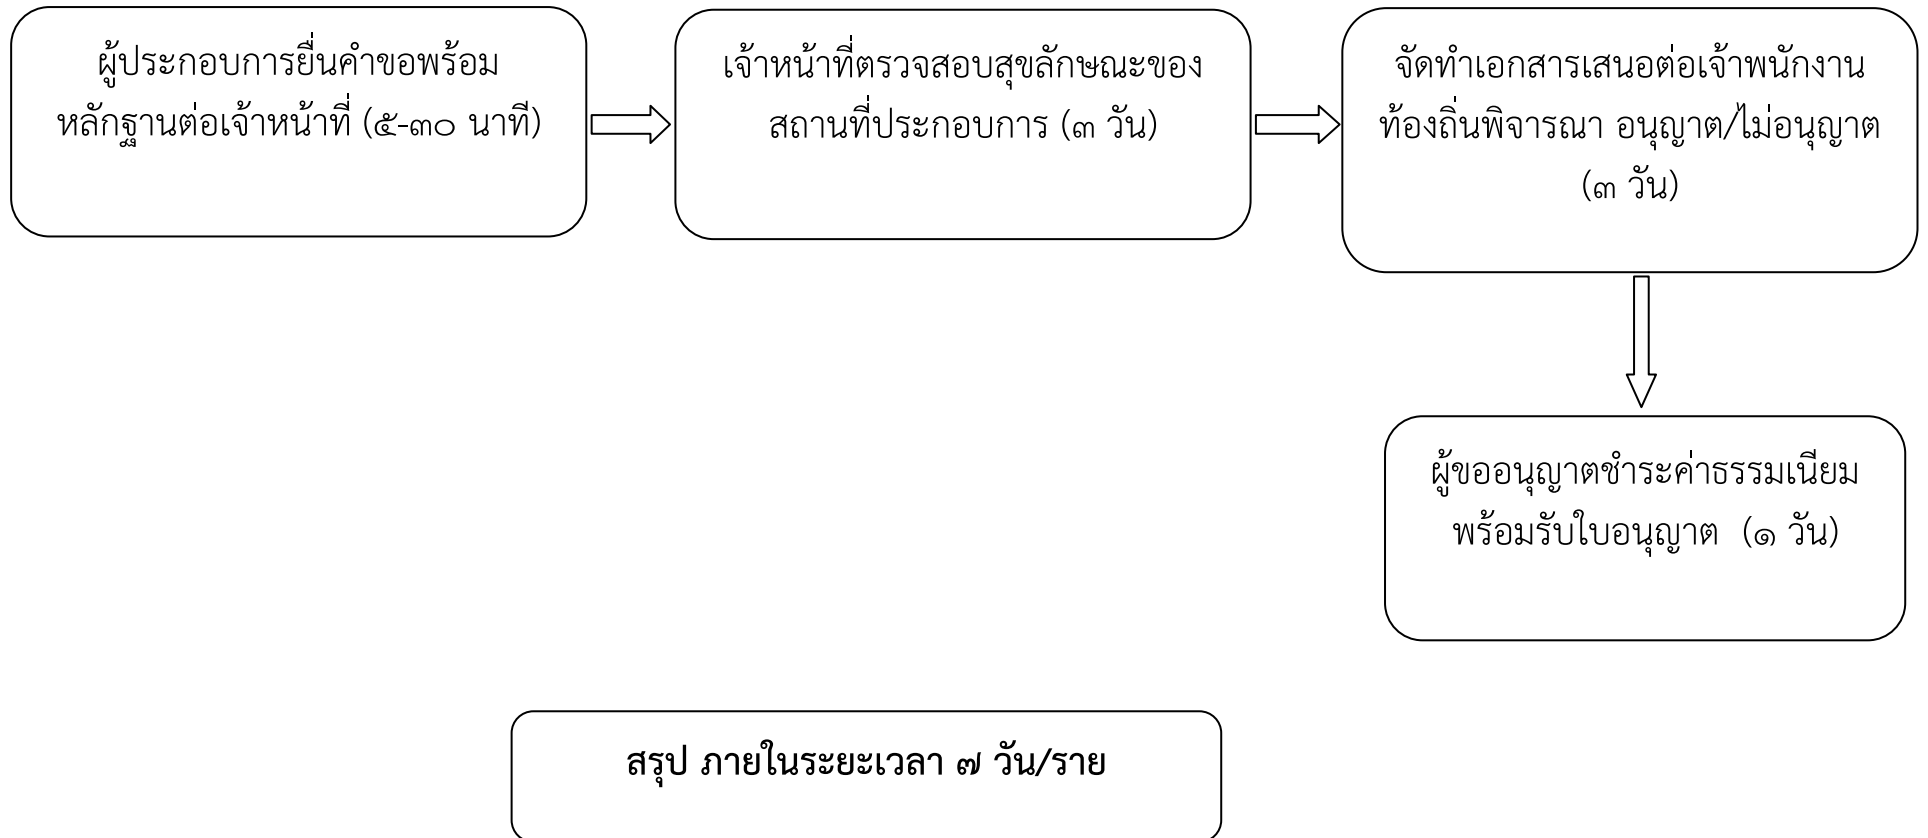 ผู้ประกอบการยื่นคำขอพร้อม
หลักฐานต่อเจ้าหน้าที่ (๕-๓๐ นาที)
เจ้าหน้าที่ตรวจสอบสุขลักษณะของ
สถานที่ประกอบการ (๓ วัน)
จัดทำเอกสารเสนอต่อเจ้าพนักงาน
ท้องถิ่นพิจารณา อนุญาต/ไม่อนุญาต
(๓ วัน)
ผู้ขออนุญาตชำระค่าธรรมเนียม
พร้อมรับใบอนุญาต (๑ วัน)
สรุป ภายในระยะเวลา ๗ วัน/ราย